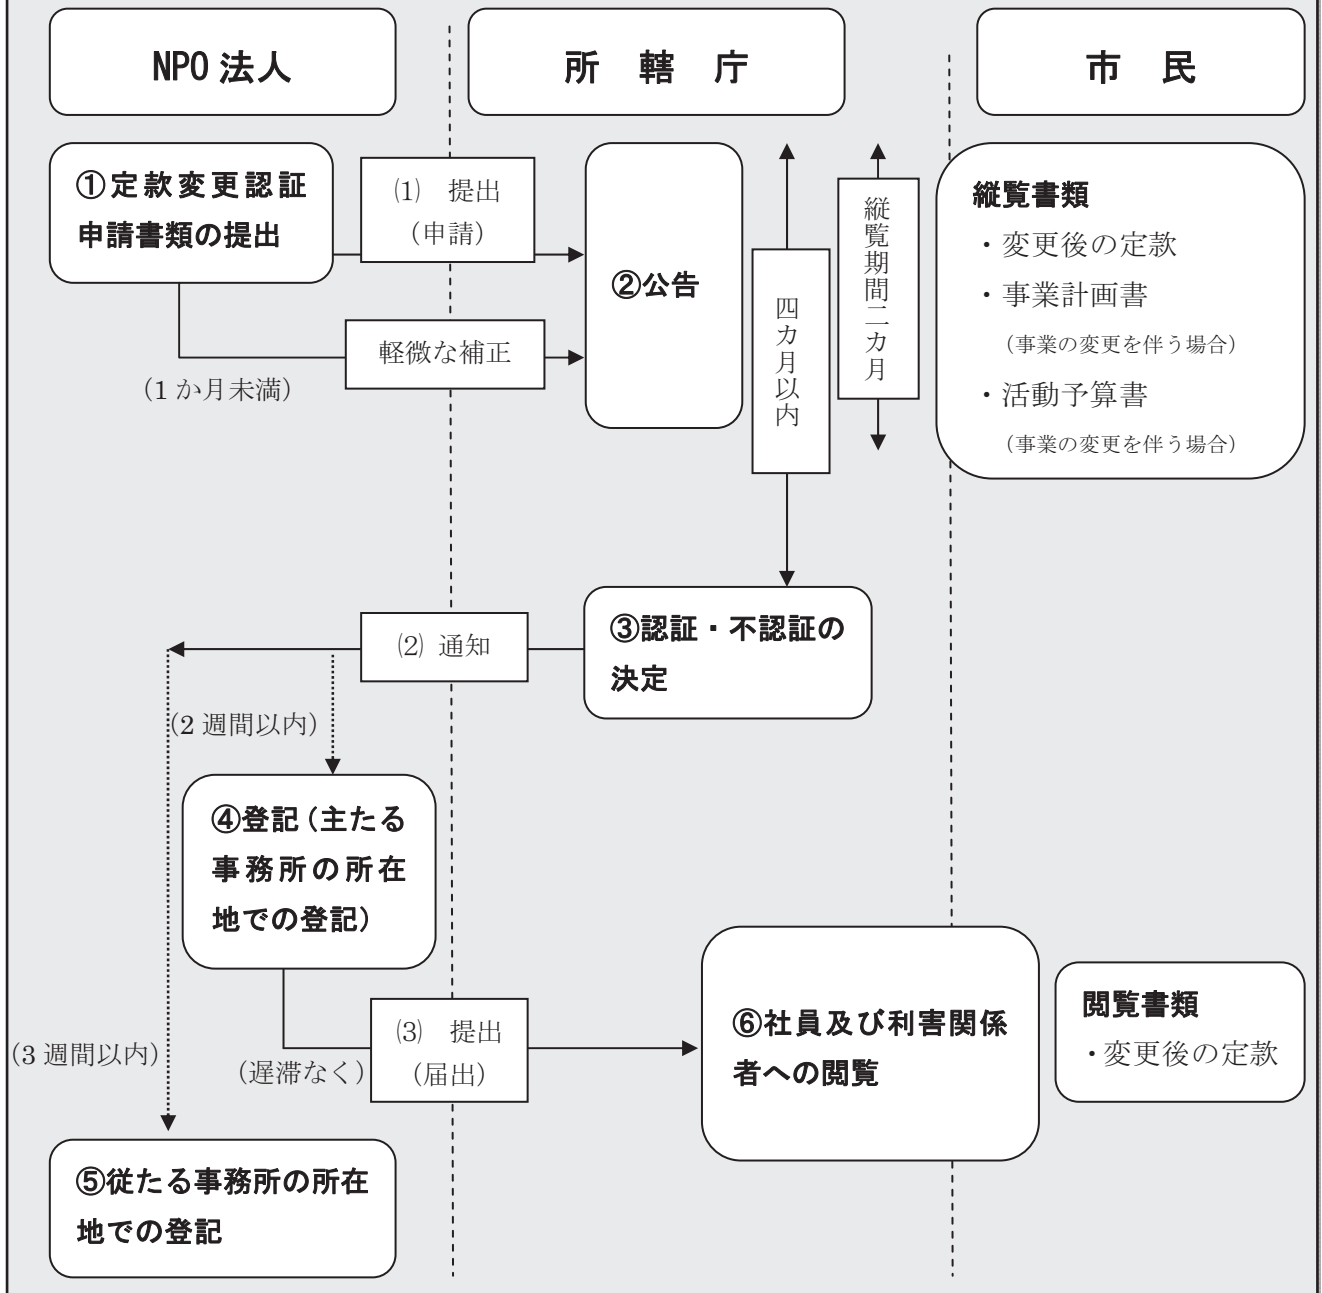 NPO 法人
所 轄 庁
市 民
①定款変更認証
申請書類の提出
⑴ 提出
（申請）
軽微な補正
（1 か月未満）
②公告
四カ月以内
縦覧期間二カ月
縦覧書類
・変更後の定款
・事業計画書
（事業の変更を伴う場合）
・活動予算書
（事業の変更を伴う場合）
③認証・不認証の
決定
⑵ 通知
（2 週間以内）
④登記（主たる
事務所の所在
地での登記）
（3 週間以内）
（遅滞なく）
⑶ 提出
（届出）
⑥社員及び利害関係
者への閲覧
閲覧書類
・変更後の定款
⑤従たる事務所の所在
地での登記